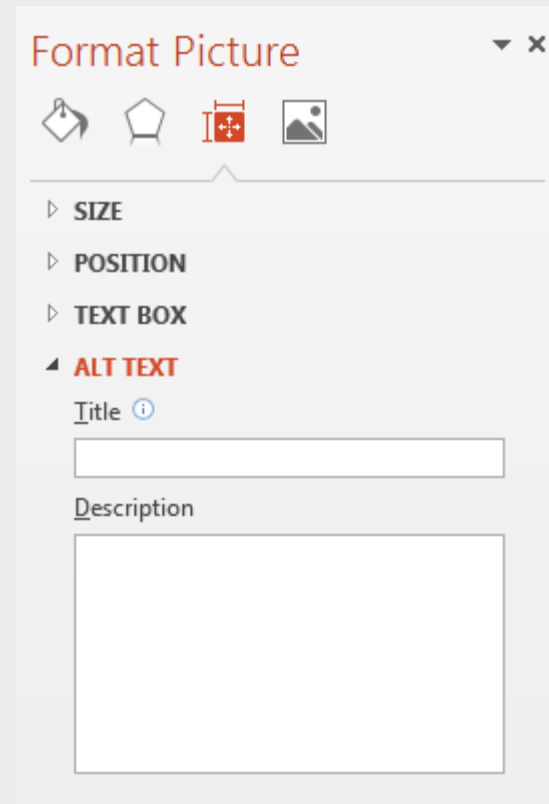 Format Picture
SIZE
POSITION
TEXT BOX
ALT TEXT
Title
Description